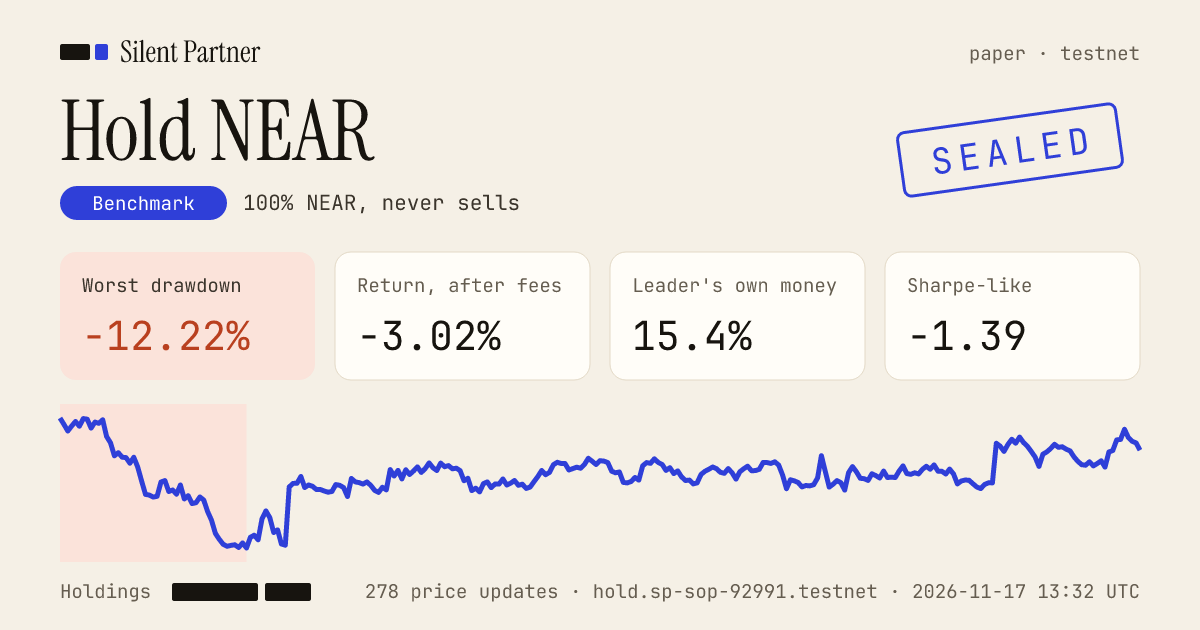 Silent Partner
paper · testnet
Hold NEAR
SEALED
Benchmark
100% NEAR, never sells
Worst drawdown
-12.22%
Return, after fees
-3.02%
Leader's own money
15.4%
Sharpe-like
-1.39
Holdings
278 price updates · hold.sp-sop-92991.testnet · 2026-11-17 13:32 UTC